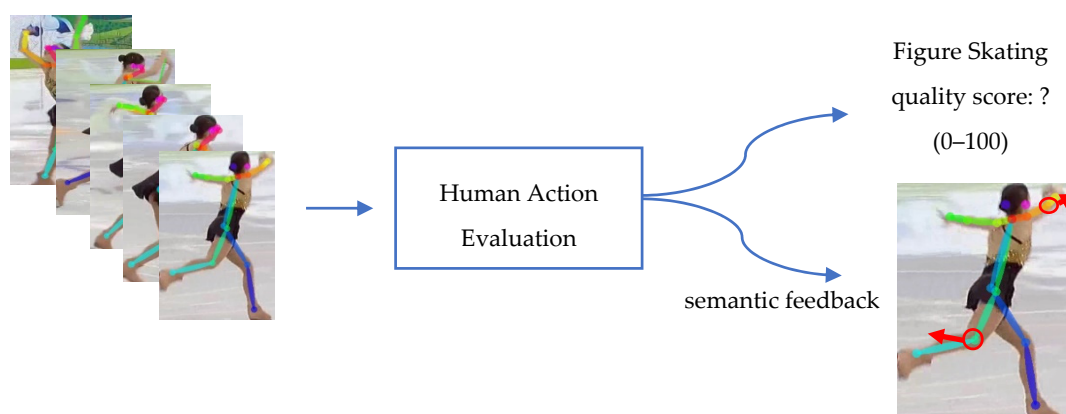 Figure Skating
quality score: ?
(0–100)
Human Action
Evaluation
semantic feedback